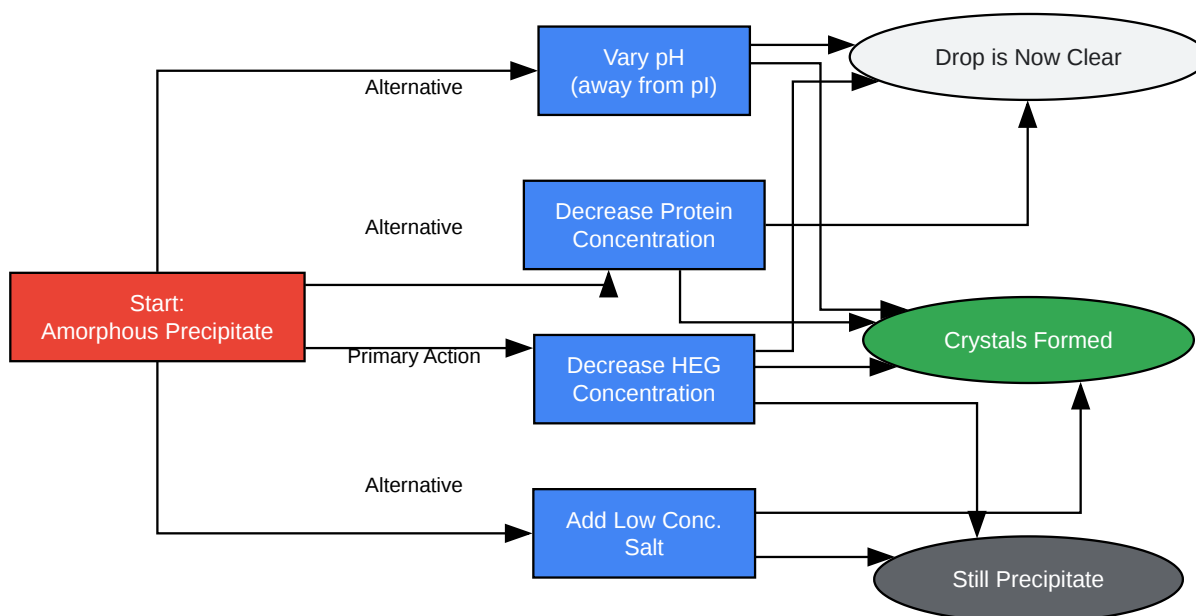 Vary pH
(away from pI)
Drop is Now Clear
Alternative
Decrease Protein
Concentration
Alternative
Start:
Amorphous Precipitate
Primary Action
Decrease HEG
Concentration
Crystals Formed
Alternative
Add Low Conc.
Salt
Still Precipitate